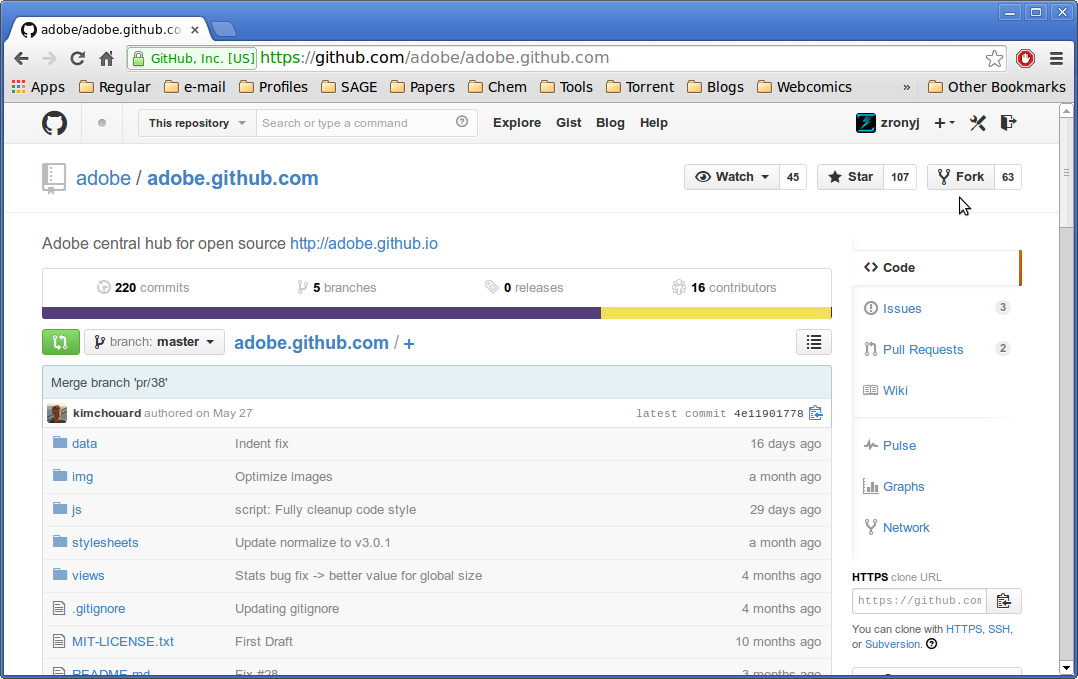 adobe/adobe.github.co
GitHub, Inc. [US] https://github.com/adobe/adobe.github.com
Apps Regular e-mail Profiles SAGE Papers Chem Tools Torrent Blogs Webcomics » Other Bookmarks
This repository Search or type a command Explore Gist Blog Help zronyj
adobe / adobe.github.com Watch 45 Star 107 Fork 63
Adobe central hub for open source http://adobe.github.io
220 commits 5 branches 0 releases 16 contributors
branch: master adobe.github.com / +
Merge branch 'pr/38'
kimchouard authored on May 27 latest commit 4e11901778
data Indent fix 16 days ago
img Optimize images a month ago
js script: Fully cleanup code style 29 days ago
stylesheets Update normalize to v3.0.1 a month ago
views Stats bug fix -> better value for global size 4 months ago
.gitignore Updating gitignore 4 months ago
MIT-LICENSE.txt First Draft 10 months ago
README.md Fix #28 3 months ago
Code
Issues 3
Pull Requests 2
Wiki
Pulse
Graphs
Network
HTTPS clone URL
https://github.com
You can clone with HTTPS, SSH,
or Subversion.